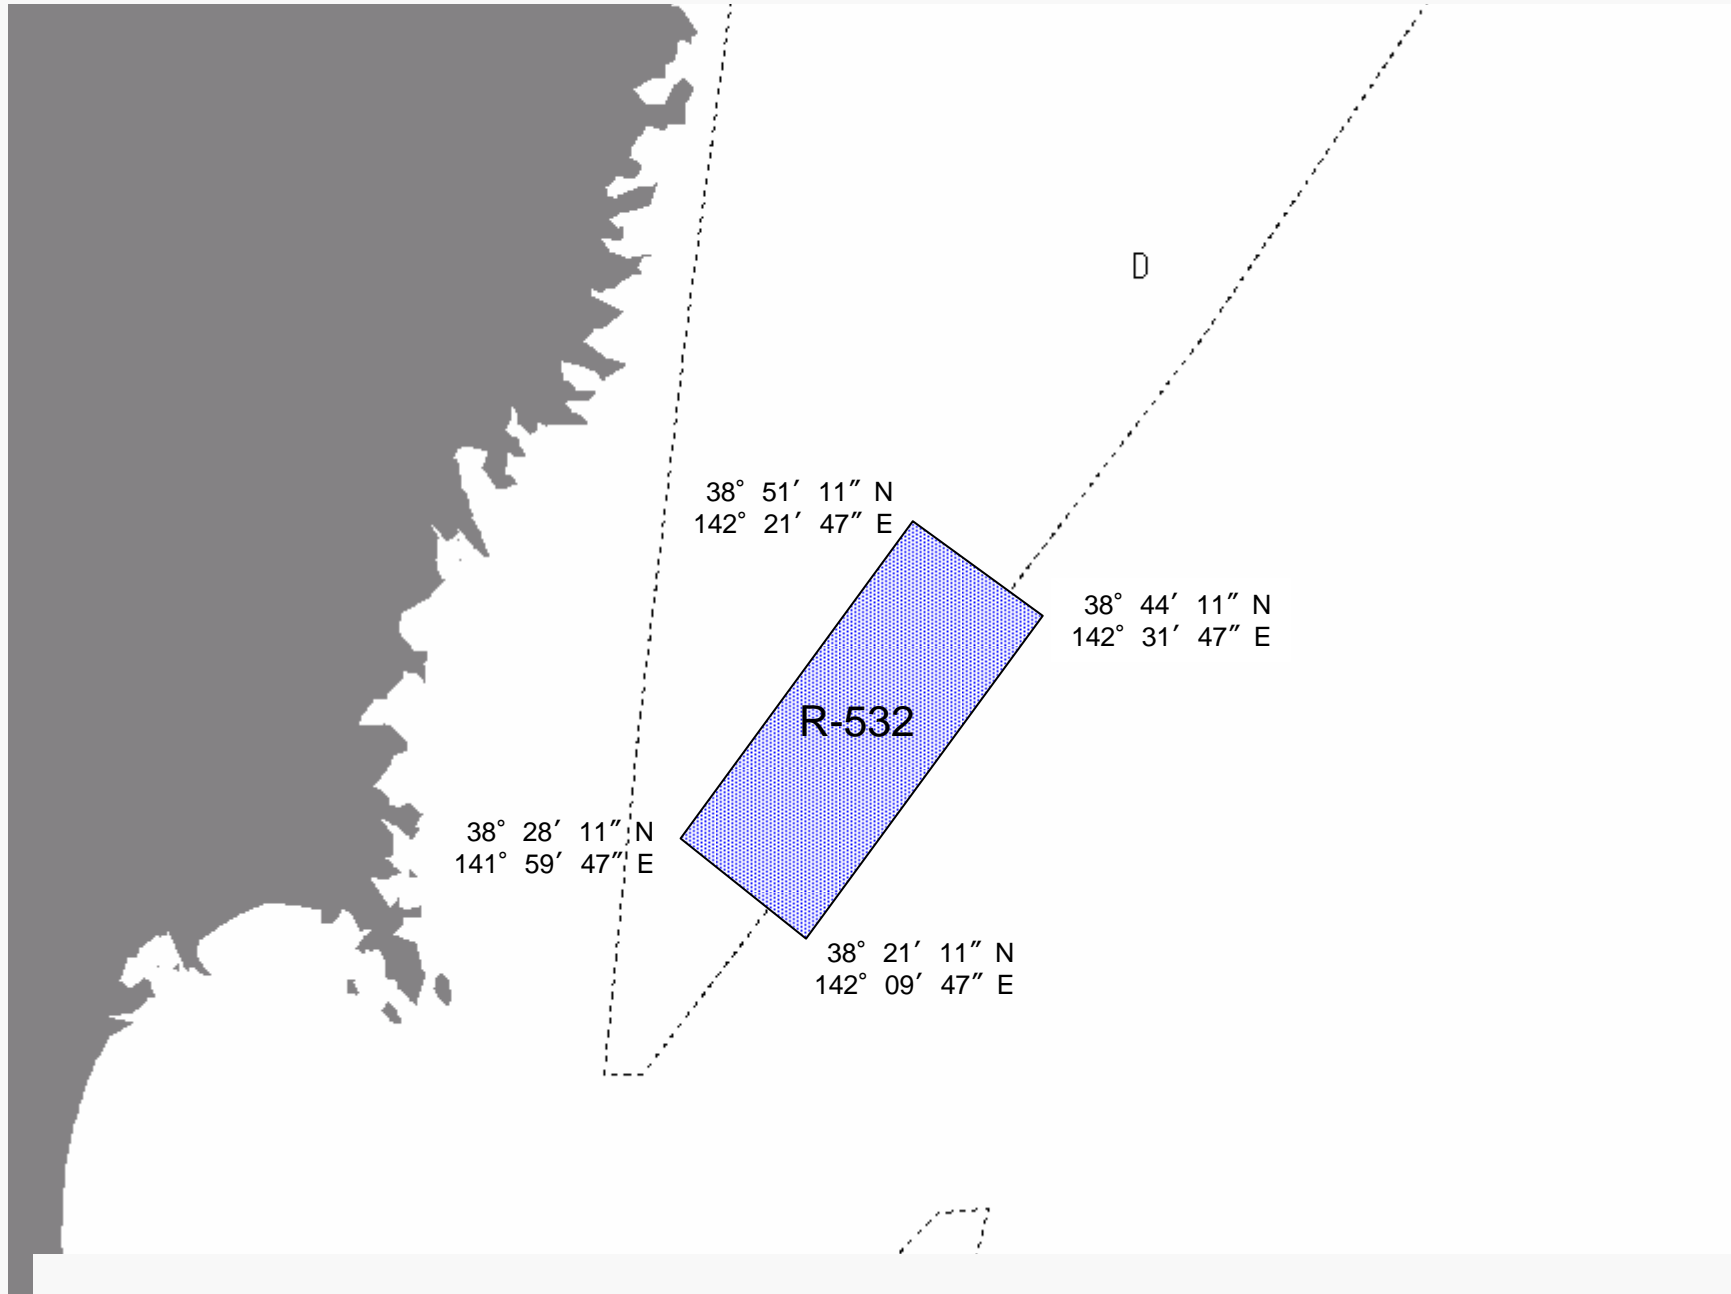 D
38° 51′ 11″ N
142° 21′ 47″ E
38° 44′ 11″ N
142° 31′ 47″ E
R-532
38° 28′ 11″ N
141° 59′ 47″ E
38° 21′ 11″ N
142° 09′ 47″ E